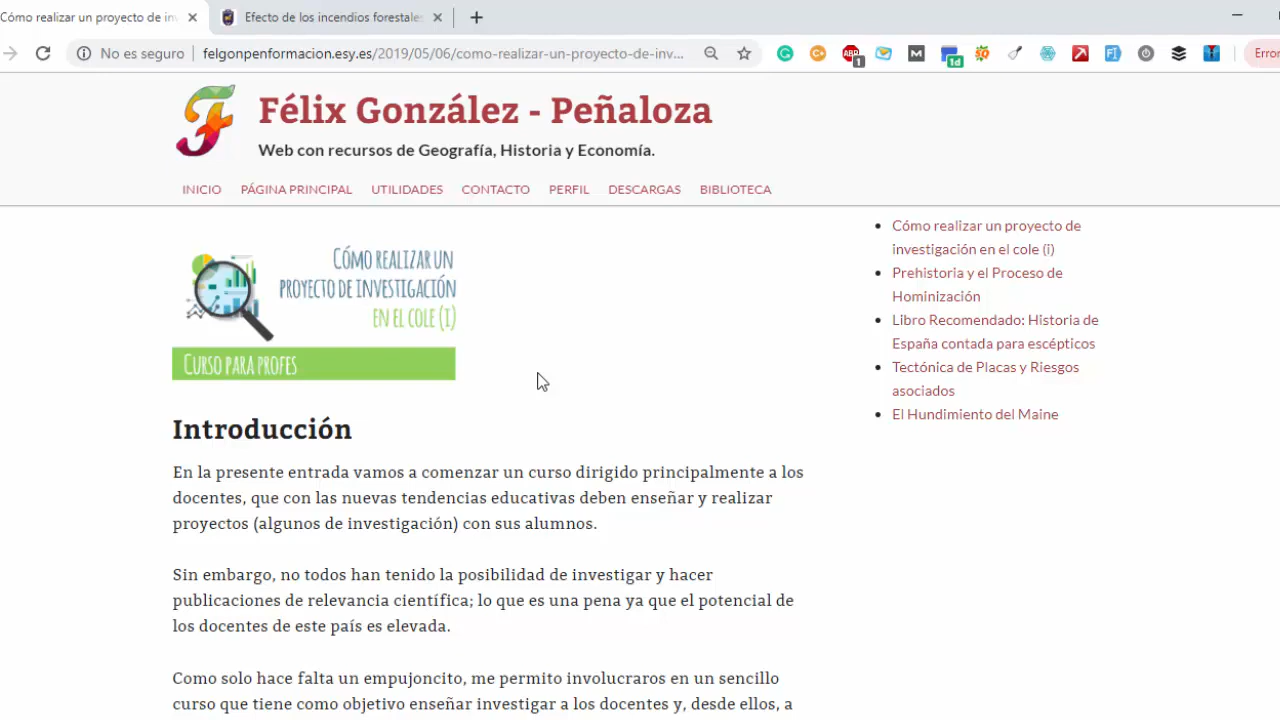 Cómo realizar un proyecto de in
Efecto de los incendios forestales
No es seguro
felgonpenformacion.esy.es/2019/05/06/como-realizar-un-proyecto-de-inv...
ABP
1
M
1d
Error
Félix González - Peñaloza
Web con recursos de Geografía, Historia y Economía.
INICIO PÁGINA PRINCIPAL UTILIDADES CONTACTO PERFIL DESCARGAS BIBLIOTECA
CÓMO REALIZAR UN
PROYECTO DE INVESTIGACIÓN
EN EL COLE (I)
CURSO PARA PROFES
Introducción
En la presente entrada vamos a comenzar un curso dirigido principalmente a los
docentes, que con las nuevas tendencias educativas deben enseñar y realizar
proyectos (algunos de investigación) con sus alumnos.
Sin embargo, no todos han tenido la posibilidad de investigar y hacer
publicaciones de relevancia científica; lo que es una pena ya que el potencial de
los docentes de este país es elevada.
Como solo hace falta un empujoncito, me permito involucraros en un sencillo
curso que tiene como objetivo enseñar investigar a los docentes y, desde ellos, a
Cómo realizar un proyecto de
investigación en el cole (i)
Prehistoria y el Proceso de
Hominización
Libro Recomendado: Historia de
España contada para escépticos
Tectónica de Placas y Riesgos
asociados
El Hundimiento del Maine